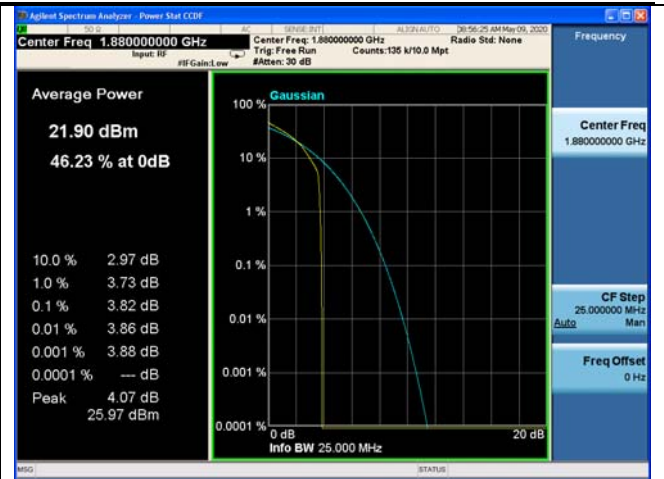 Agilent Spectrum Analyzer - Power Stat CCDF
50 Ω AC SENSE:INT ALIGN AUTO 08:56:25 AM May 09, 2020
Center Freq 1.880000000 GHz
Input: RF
#IFGain:Low
Center Freq: 1.880000000 GHz
Trig: Free Run Counts:135 k/10.0 Mpt
#Atten: 30 dB
Radio Std: None
Frequency
Average Power
21.90 dBm
46.23 % at 0dB
10.0 % 2.97 dB
1.0 % 3.73 dB
0.1 % 3.82 dB
0.01 % 3.86 dB
0.001 % 3.88 dB
0.0001 % --- dB
Peak 4.07 dB
25.97 dBm
Gaussian
100 %
10 %
1 %
0.1 %
0.01 %
0.001 %
0.0001 %
0 dB 20 dB
Info BW 25.000 MHz
Center Freq
1.880000000 GHz
CF Step
25.000000 MHz
Auto Man
Freq Offset
0 Hz
MSG STATUS